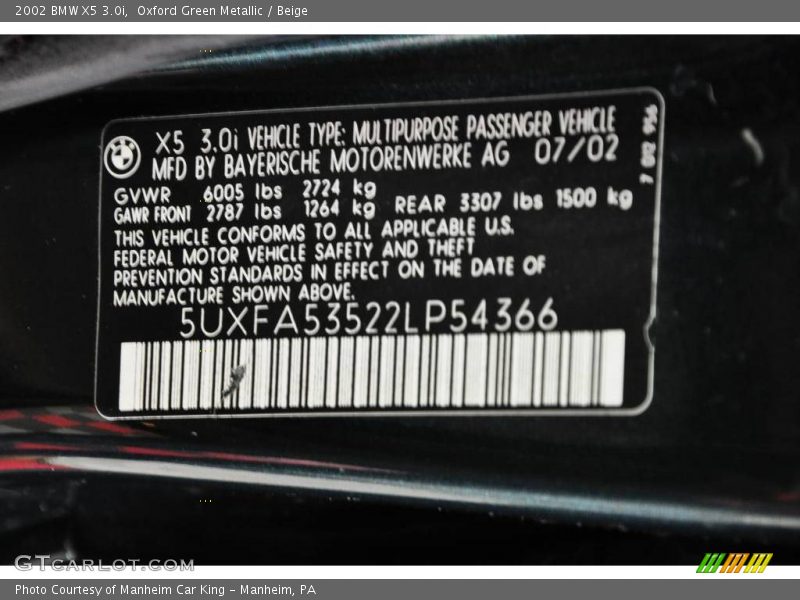 2002 BMW X5 3.0i, Oxford Green Metallic / Beige
X5 3.0i VEHICLE TYPE: MULTIPURPOSE PASSENGER VEHICLE
MFD BY BAYERISCHE MOTORENWERKE AG 07/02
GVWR 6005 lbs 2724 kg
GAWR FRONT 2787 lbs 1264 kg REAR 3307 lbs 1500 kg
THIS VEHICLE CONFORMS TO ALL APPLICABLE U.S.
FEDERAL MOTOR VEHICLE SAFETY AND THEFT
PREVENTION STANDARDS IN EFFECT ON THE DATE OF
MANUFACTURE SHOWN ABOVE.
5UXFA53522LP54366
GTCARLOT.COM
Photo Courtesy of Manheim Car King - Manheim, PA